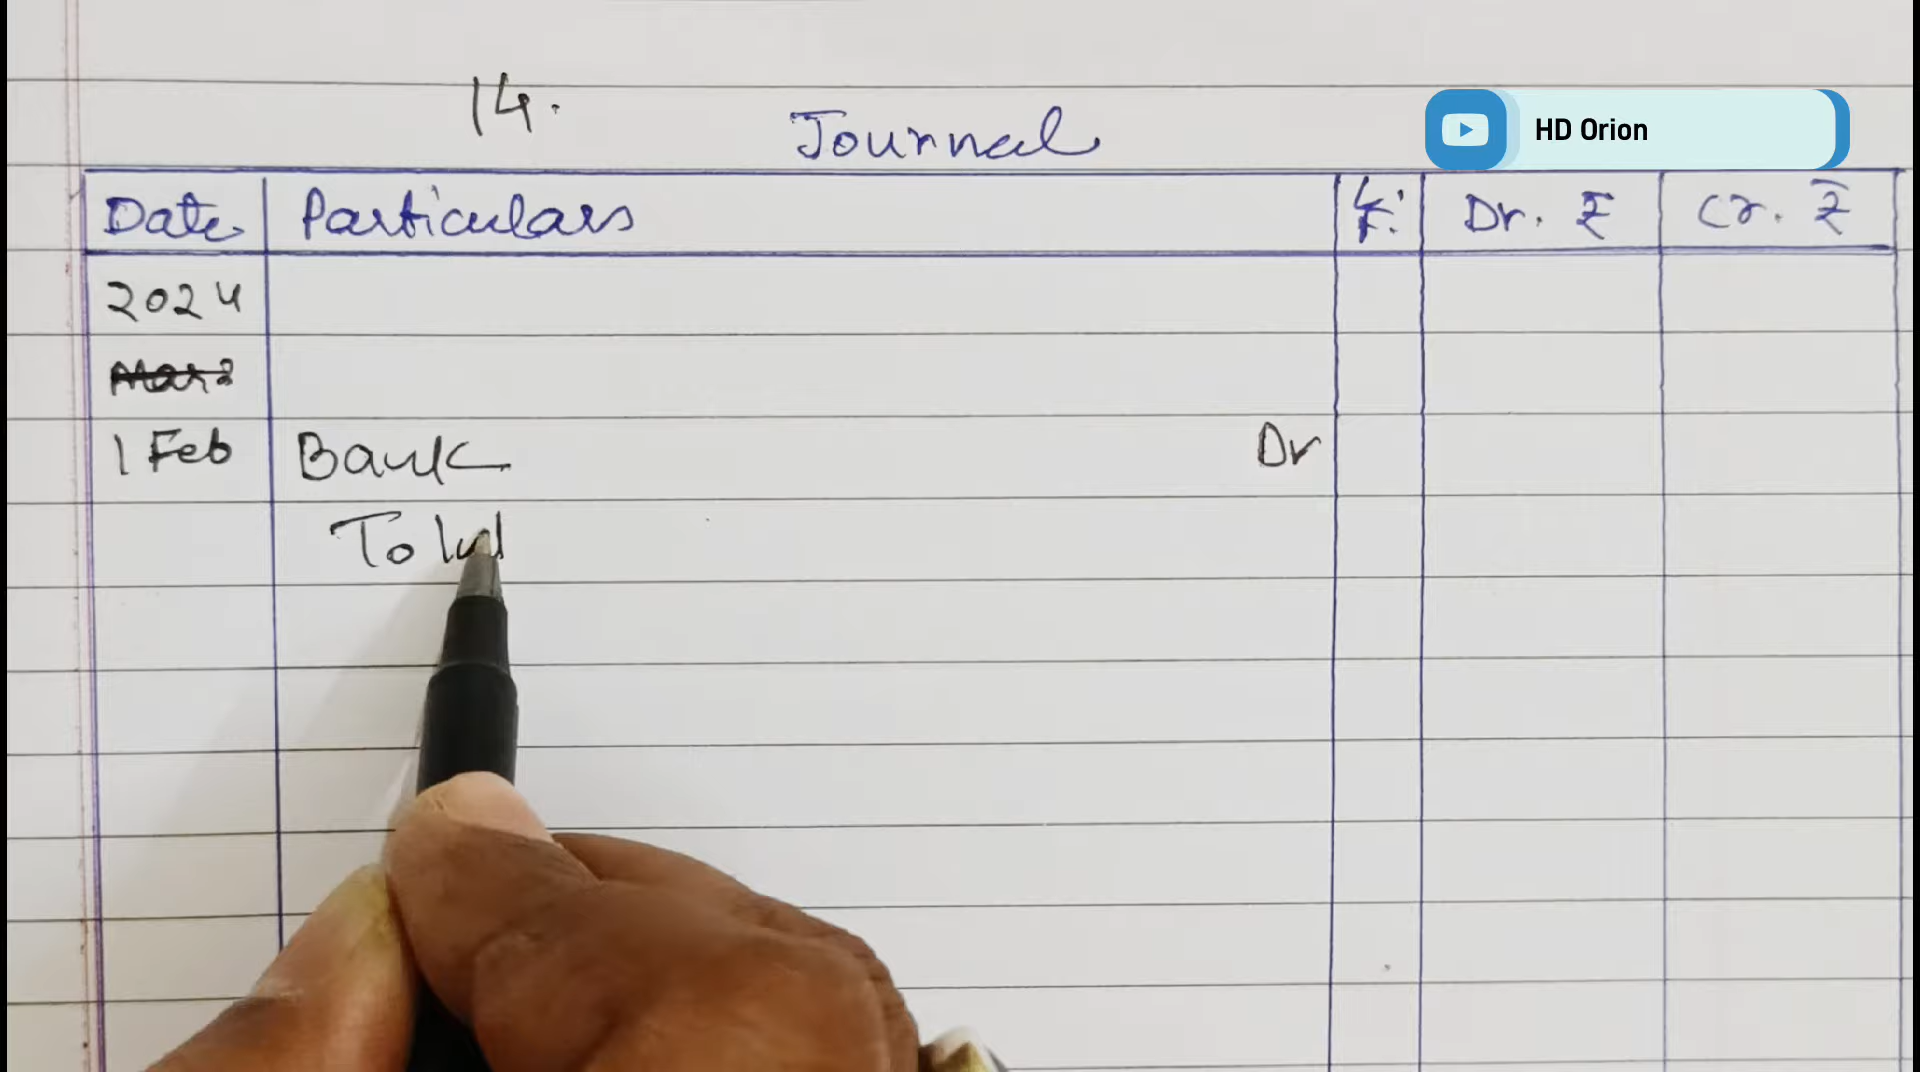 14.
Journal
HD Orion
Date Particulars L.F. Dr. ₹ Cr. ₹
2024
1 Feb Bank Dr
To